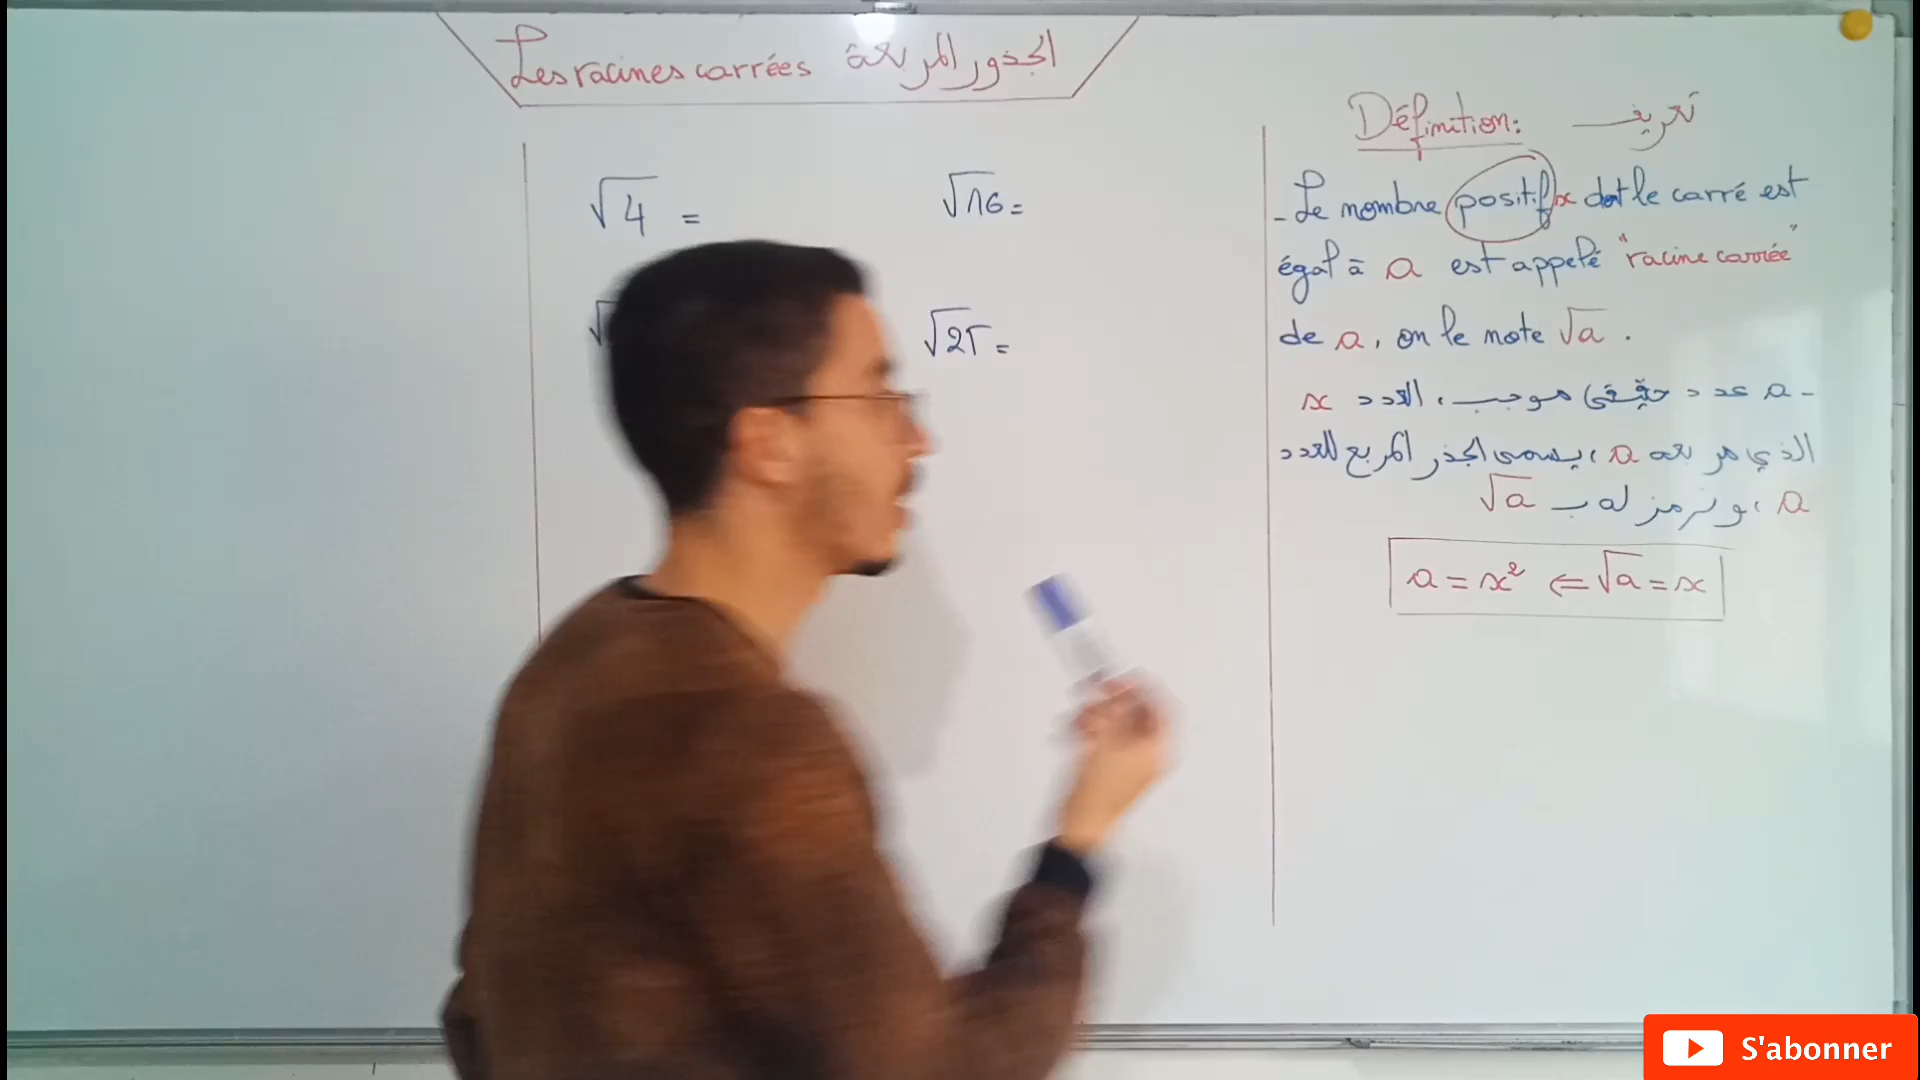 Les racines carrées الجذور المربعة
√4 =
√16 =
√
√25 =
Définition: تعريف
- Le nombre positif x dont le carré est
égal à a est appelé "racine carrée"
de a, on le note √a .
- a عدد حقيقي موجب، العدد x
الذي مربعه a، يسمى الجذر المربع للعدد
a، ونرمز له ب √a
a = x² ⇐ √a = x
S'abonner